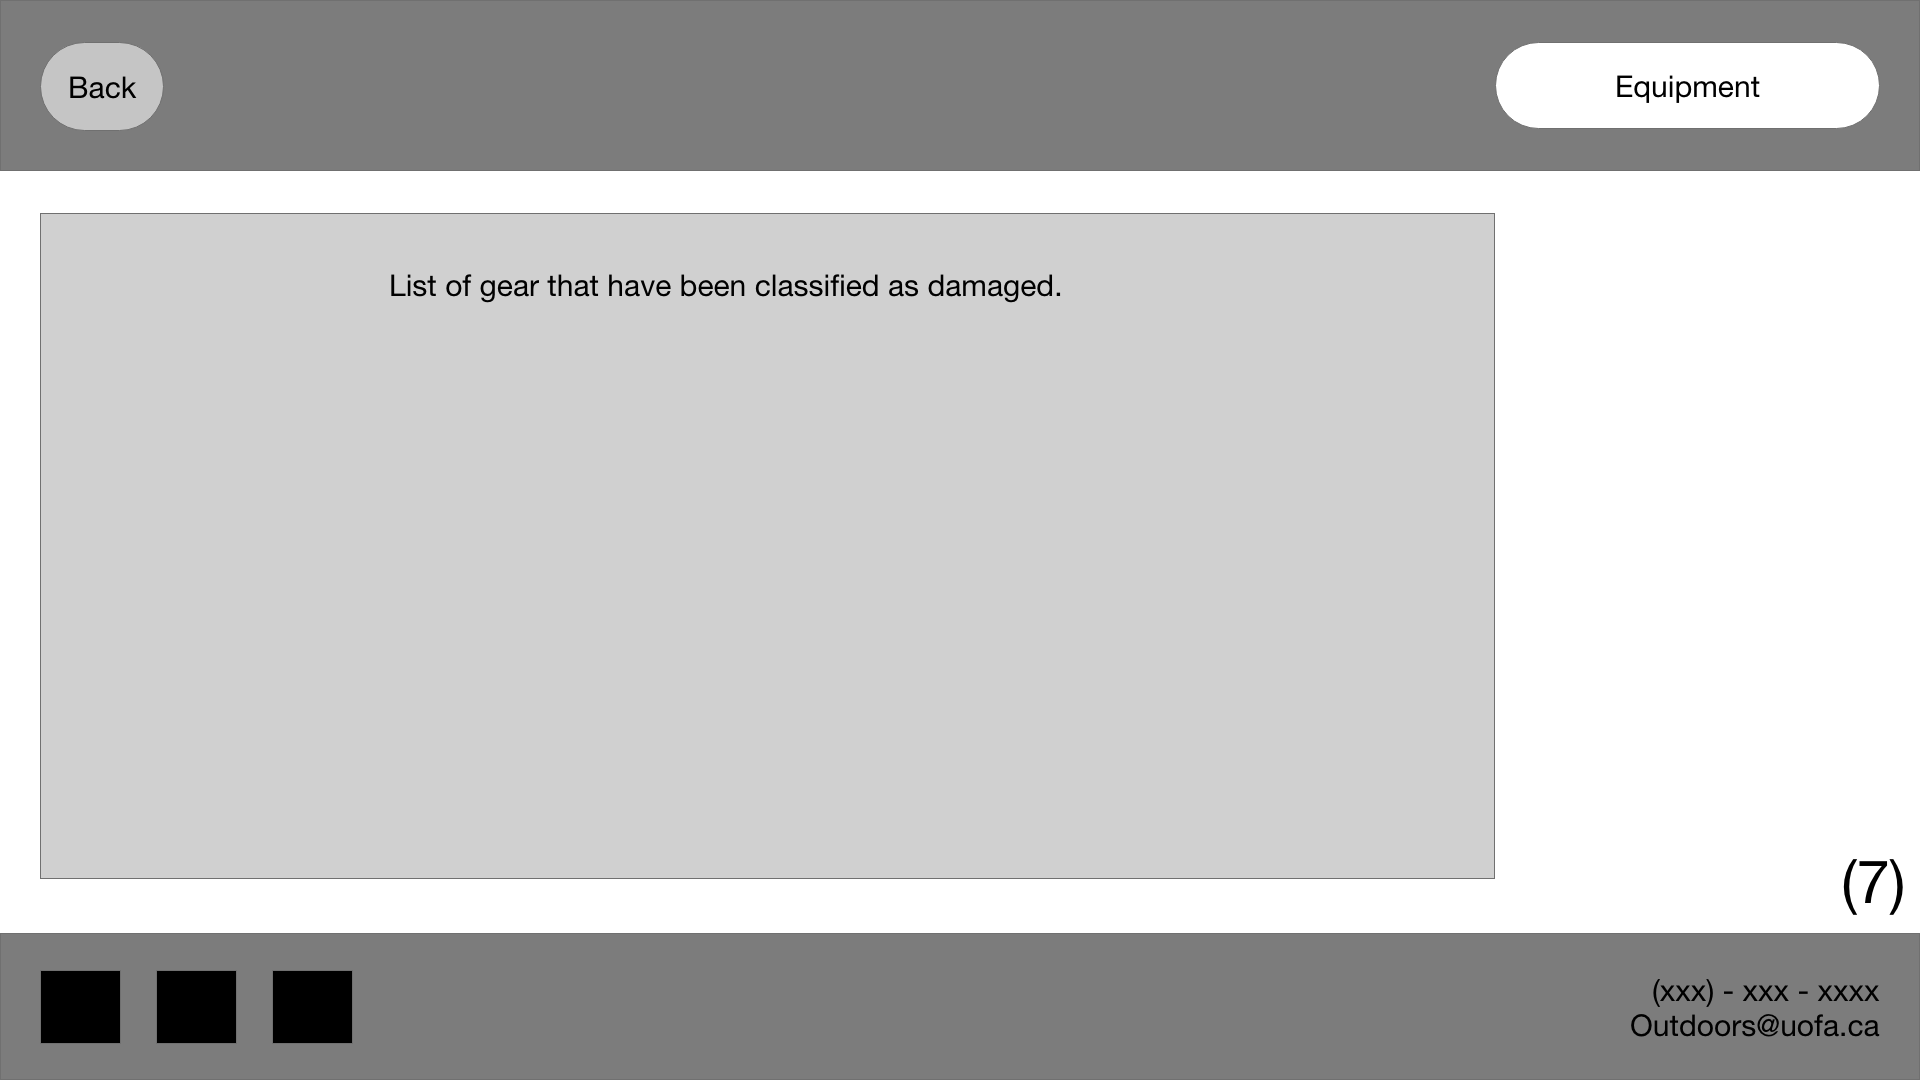 Back
Equipment
List of gear that have been classified as damaged.
(7)
(xxx) - xxx - xxxx
Outdoors@uofa.ca